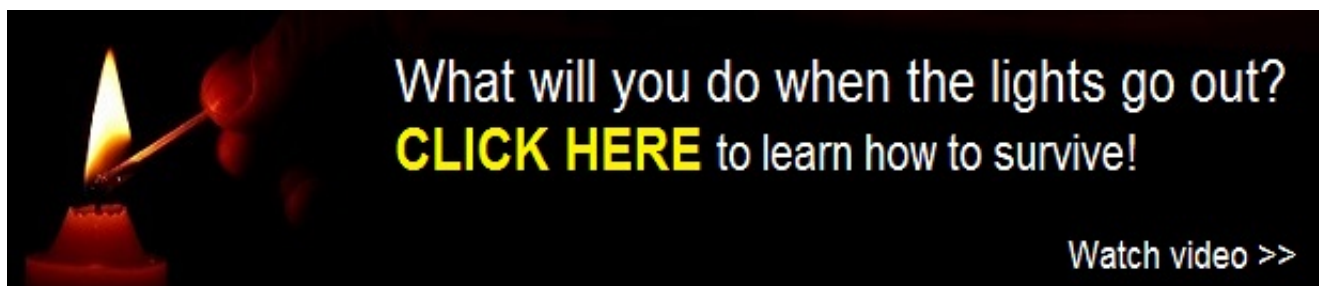 What will you do when the lights go out?
CLICK HERE to learn how to survive!
Watch video >>